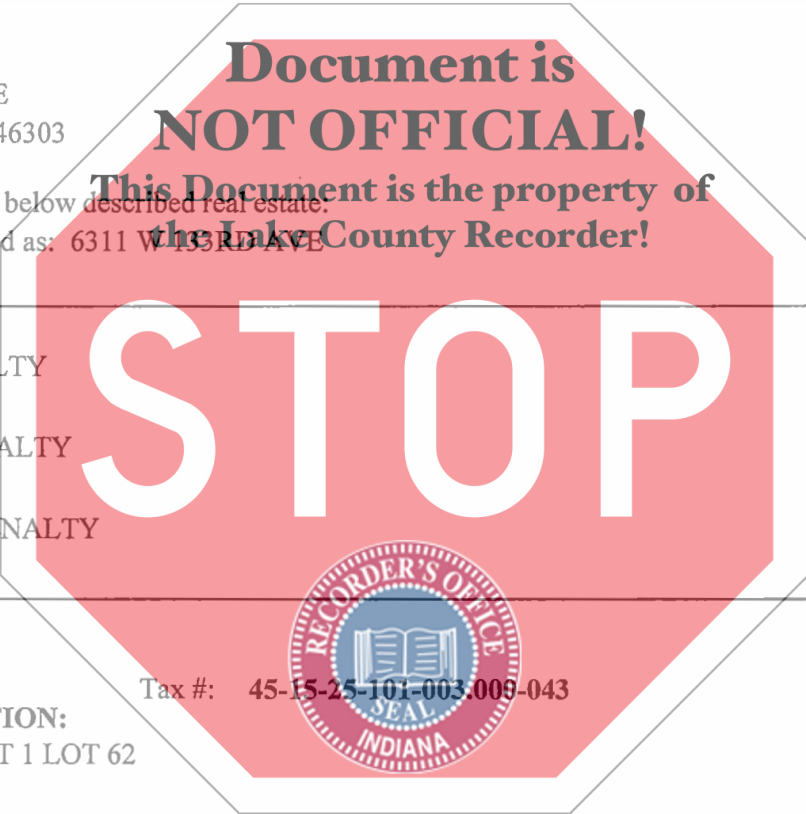 Document is
E
NOT OFFICIAL!
46303
This Document is the property of
below described real estate:
the Lake County Recorder!
d as: 6311 W 133RD AVE
STOP
LTY
ALTY
NALTY
RECORDER'S OFFICE
SEAL
INDIANA
Tax #: 45-15-25-101-003.000-043
TION:
T 1 LOT 62